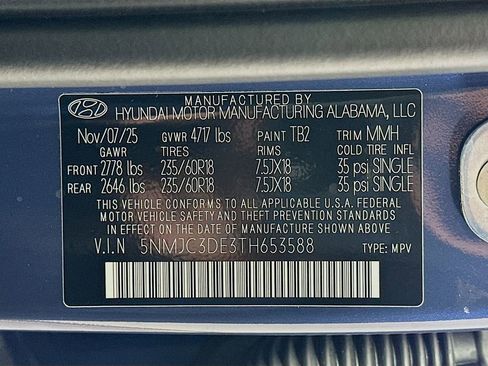 MANUFACTURED BY
HYUNDAI MOTOR MANUFACTURING ALABAMA, LLC
Nov/07/25 GVWR 4717 lbs PAINT TB2 TRIM MMH
GAWR TIRES RIMS COLD TIRE INFL
FRONT 2778 lbs 235/60R18 7.5JX18 35 psi SINGLE
REAR 2646 lbs 235/60R18 7.5JX18 35 psi SINGLE
THIS VEHICLE CONFORMS TO ALL APPLICABLE U.S.A. FEDERAL
MOTOR VEHICLE SAFETY AND THEFT PREVENTION STANDARDS
IN EFFECT ON THE DATE OF MANUFACTURE SHOWN ABOVE.
V.I.N 5NMJC3DE3TH653588 TYPE: MPV